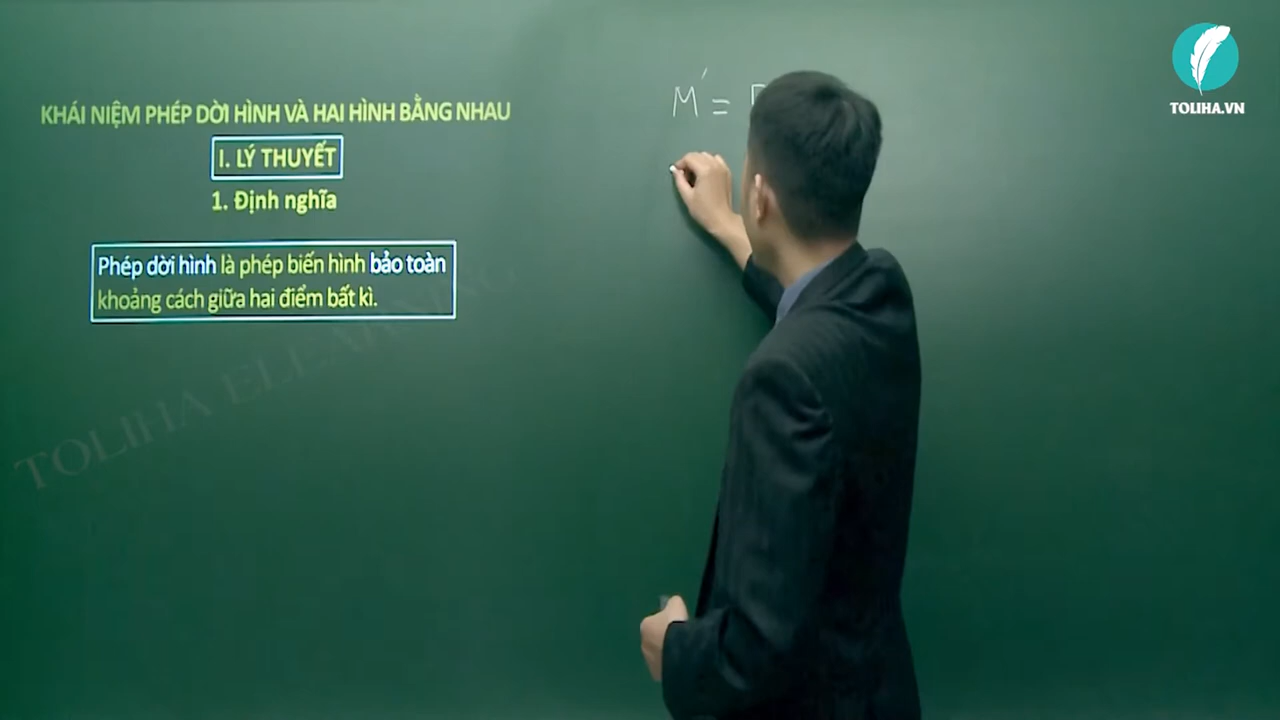 KHÁI NIỆM PHÉP DỜI HÌNH VÀ HAI HÌNH BẰNG NHAU
I. LÝ THUYẾT
1. Định nghĩa
Phép dời hình là phép biến hình bảo toàn
khoảng cách giữa hai điểm bất kì.
M' =
TOLIHA.VN
TOLIHA ELEARNING